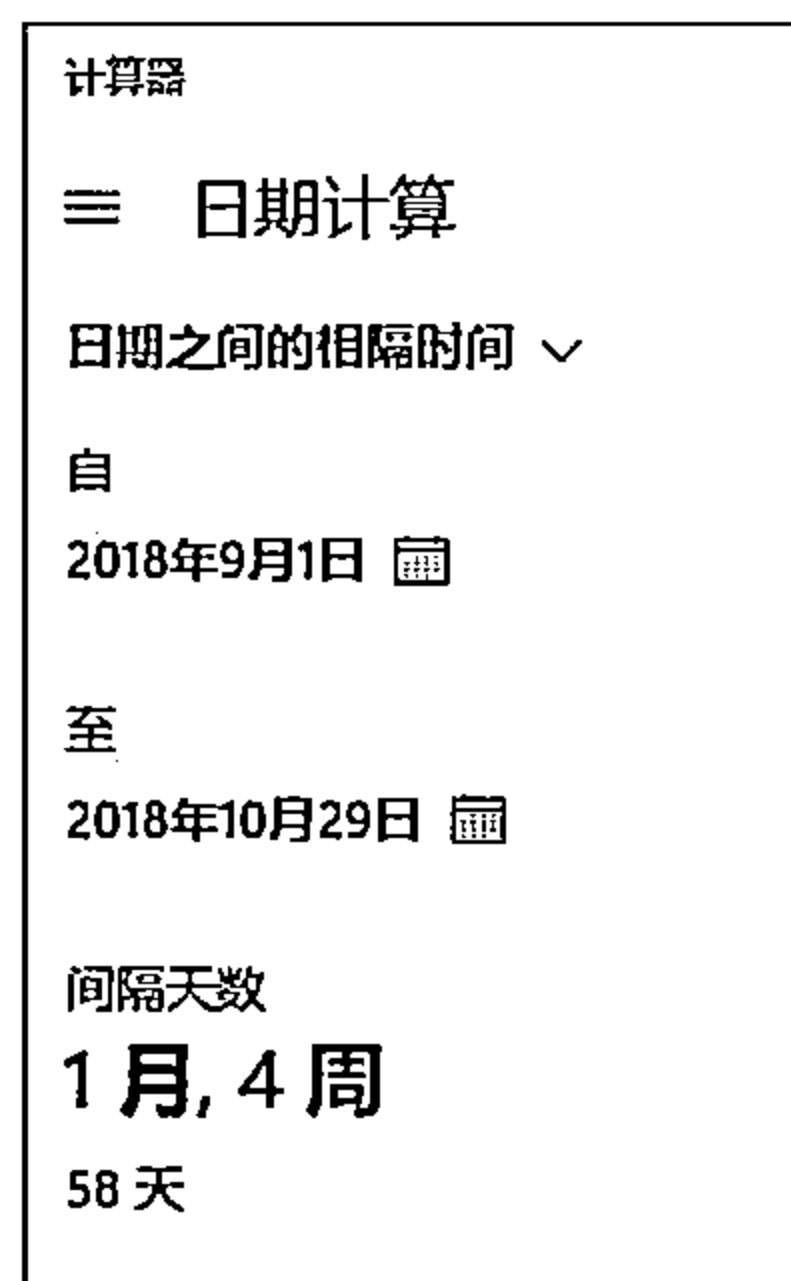 计算器
日期计算
日期之间的相隔时间
自
2018年9月1日
至
2018年10月29日
间隔天数
1 月, 4 周
58 天